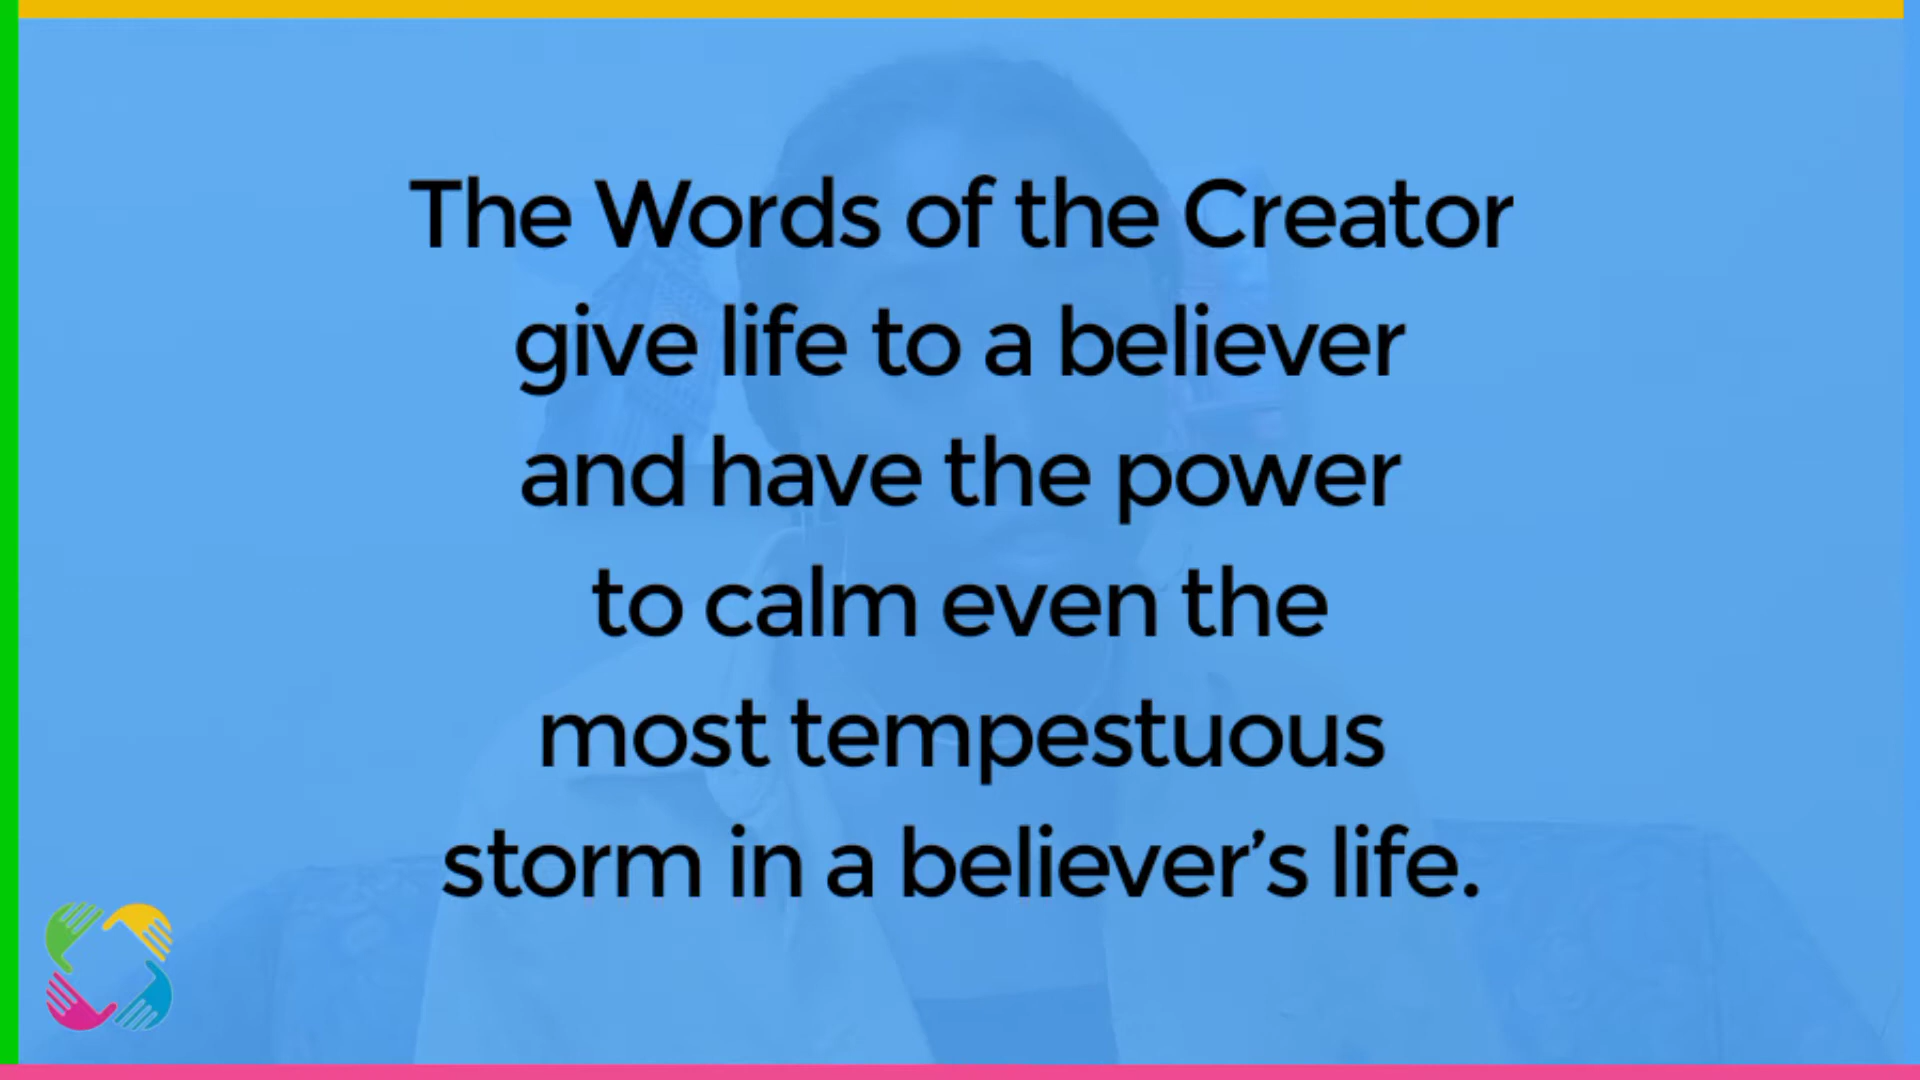 The Words of the Creator
give life to a believer
and have the power
to calm even the
most tempestuous
storm in a believer’s life.